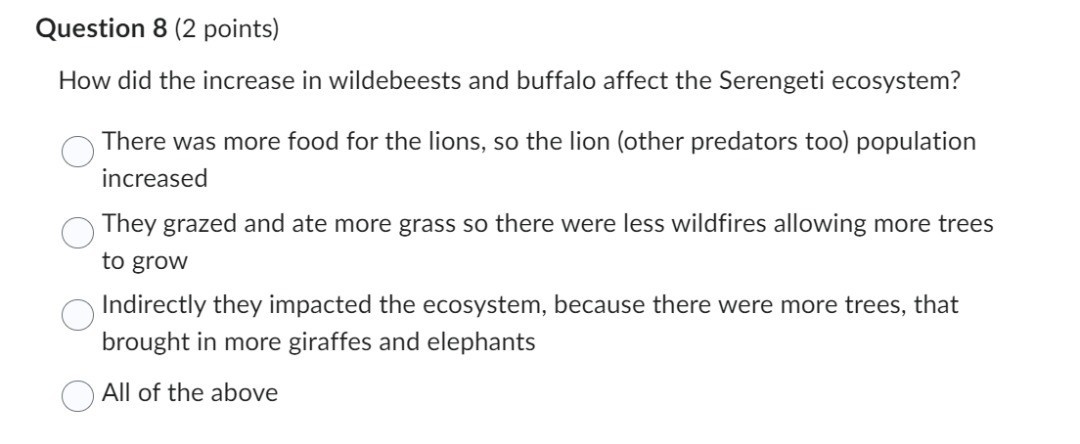 Question 8 (2 points)
How did the increase in wildebeests and buffalo affect the Serengeti ecosystem?
There was more food for the lions, so the lion (other predators too) population
increased
They grazed and ate more grass so there were less wildfires allowing more trees
to grow
Indirectly they impacted the ecosystem, because there were more trees, that
brought in more giraffes and elephants
All of the above